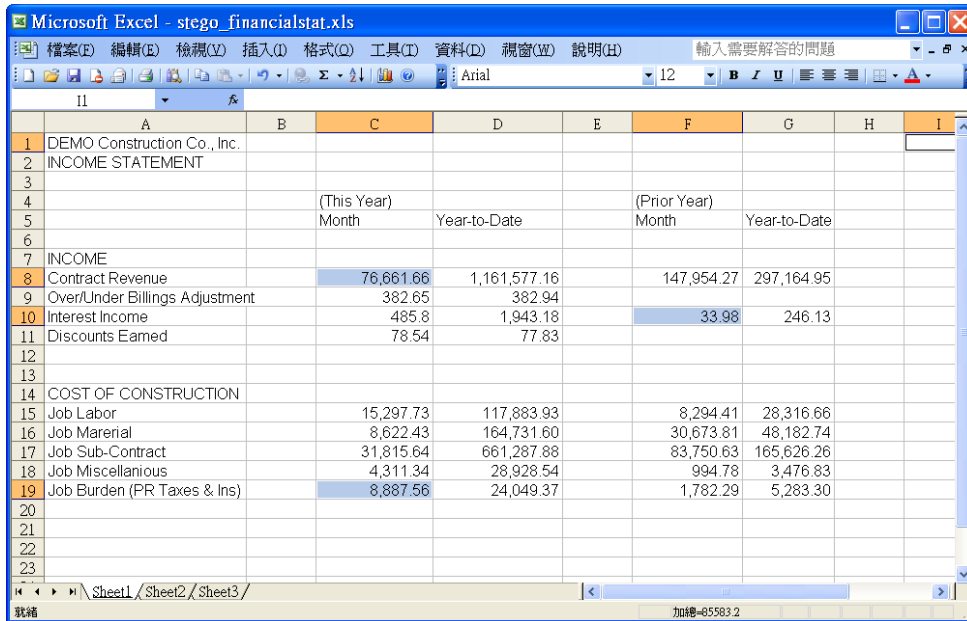 Microsoft Excel - stego_financialstat.xls
檔案(F) 編輯(E) 檢視(V) 插入(I) 格式(O) 工具(T) 資料(D) 視窗(W) 說明(H) 輸入需要解答的問題
Arial 12 B I U A
I1 fx
A B C D E F G H I
1 DEMO Construction Co., Inc.
2 INCOME STATEMENT
3
4 (This Year) (Prior Year)
5 Month Year-to-Date Month Year-to-Date
6
7 INCOME
8 Contract Revenue 76,661.66 1,161,577.16 147,954.27 297,164.95
9 Over/Under Billings Adjustment 382.65 382.94
10 Interest Income 485.8 1,943.18 33.98 246.13
11 Discounts Earned 78.54 77.83
12
13
14 COST OF CONSTRUCTION
15 Job Labor 15,297.73 117,883.93 8,294.41 28,316.66
16 Job Marerial 8,622.43 164,731.60 30,673.81 48,182.74
17 Job Sub-Contract 31,815.64 661,287.88 83,750.63 165,626.26
18 Job Miscellanious 4,311.34 28,928.54 994.78 3,476.83
19 Job Burden (PR Taxes & Ins) 8,887.56 24,049.37 1,782.29 5,283.30
20
21
22
23
Sheet1 Sheet2 Sheet3
就緒 加總=85583.2